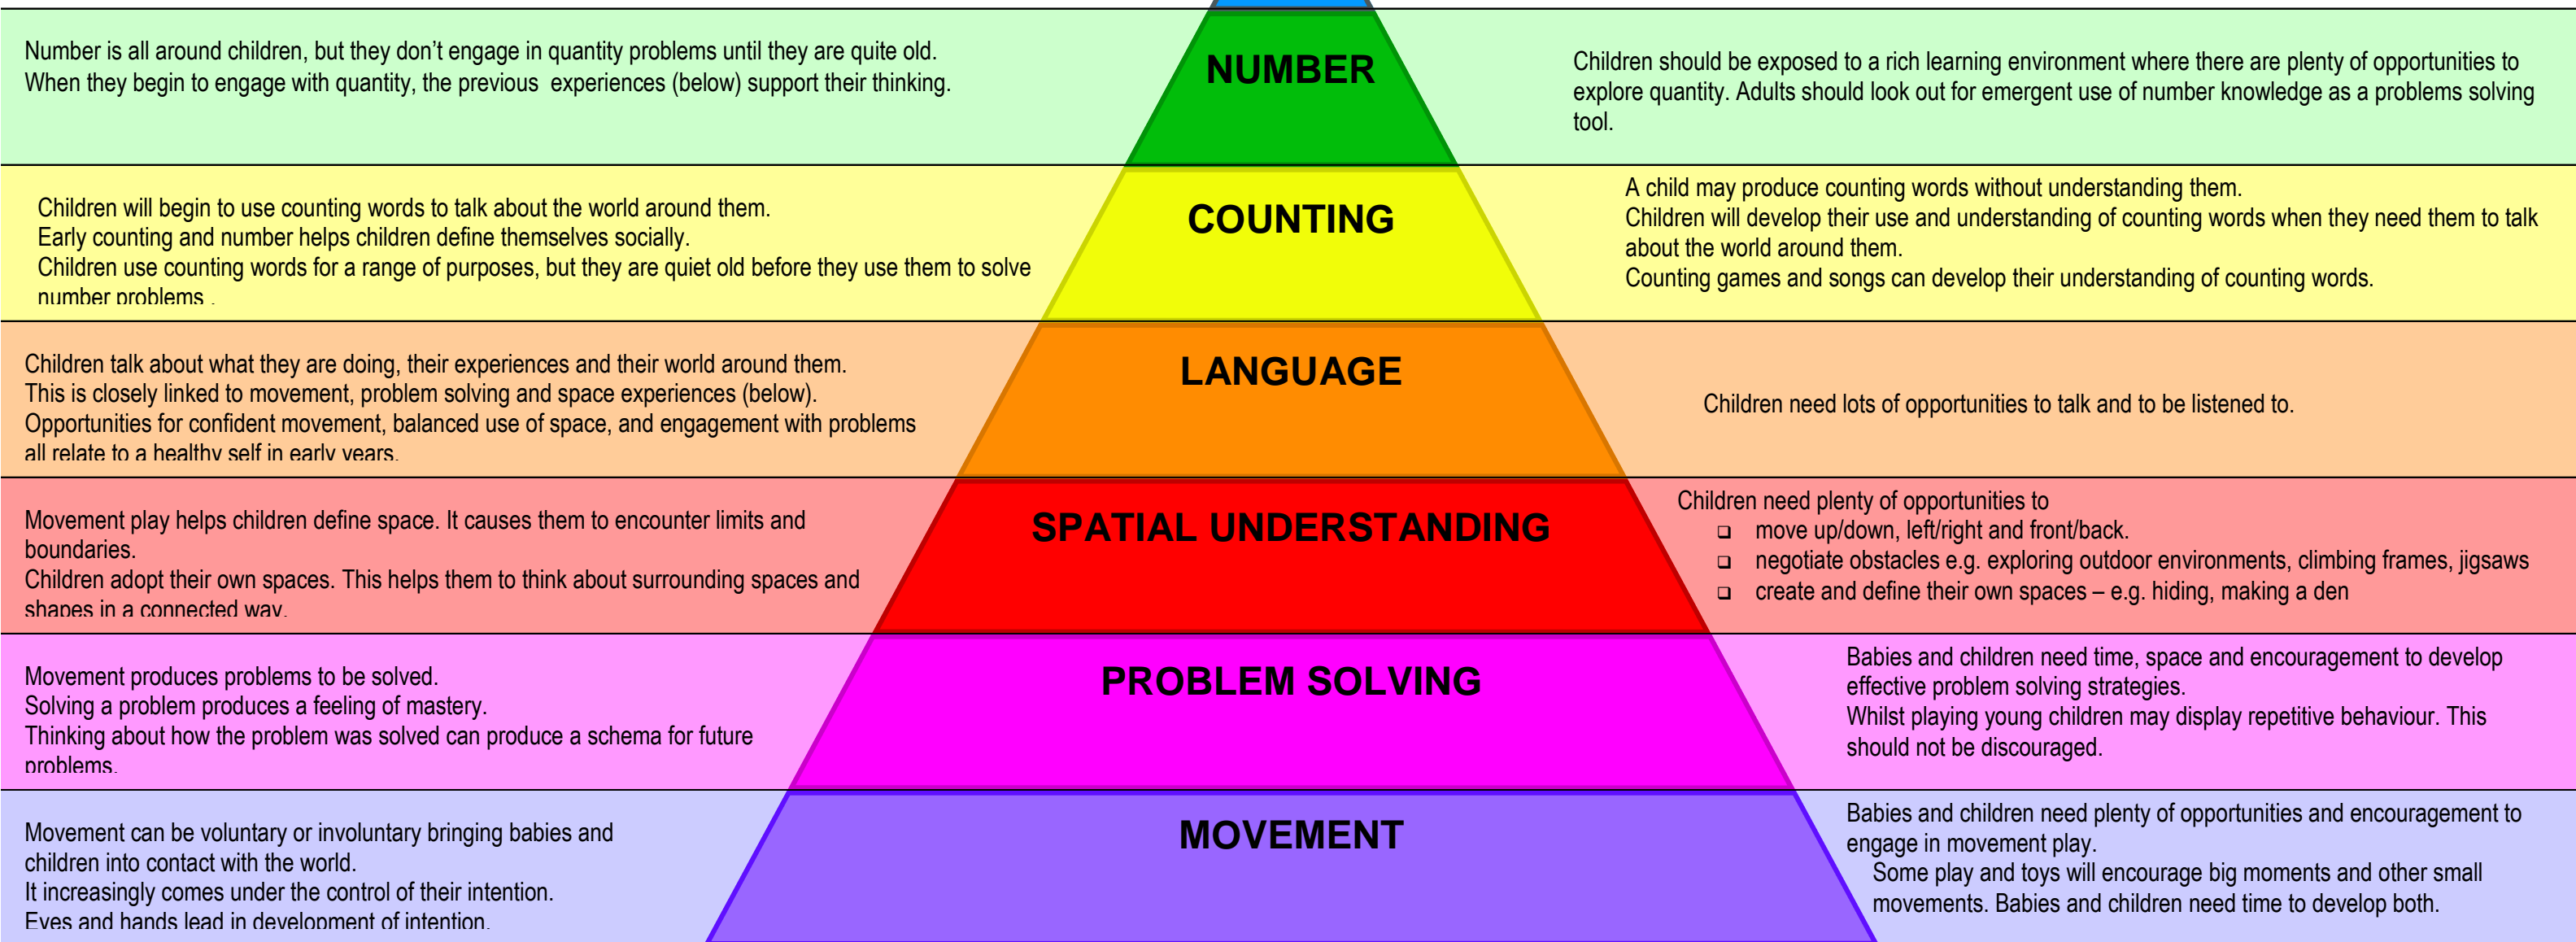 Number is all around children, but they don't engage in quantity problems until they are quite old.
When they begin to engage with quantity, the previous  experiences (below) support their thinking.
NUMBER
Children should be exposed to a rich learning environment where there are plenty of opportunities to
explore quantity. Adults should look out for emergent use of number knowledge as a problems solving
tool.
Children will begin to use counting words to talk about the world around them.
Early counting and number helps children define themselves socially.
Children use counting words for a range of purposes, but they are quiet old before they use them to solve
number problems .
COUNTING
A child may produce counting words without understanding them.
Children will develop their use and understanding of counting words when they need them to talk
about the world around them.
Counting games and songs can develop their understanding of counting words.
Children talk about what they are doing, their experiences and their world around them.
This is closely linked to movement, problem solving and space experiences (below).
Opportunities for confident movement, balanced use of space, and engagement with problems
all relate to a healthy self in early years.
LANGUAGE
Children need lots of opportunities to talk and to be listened to.
Movement play helps children define space. It causes them to encounter limits and
boundaries.
Children adopt their own spaces. This helps them to think about surrounding spaces and
shapes in a connected way.
SPATIAL UNDERSTANDING
Children need plenty of opportunities to
❑ move up/down, left/right and front/back.
❑ negotiate obstacles e.g. exploring outdoor environments, climbing frames, jigsaws
❑ create and define their own spaces – e.g. hiding, making a den
Movement produces problems to be solved.
Solving a problem produces a feeling of mastery.
Thinking about how the problem was solved can produce a schema for future
problems.
PROBLEM SOLVING
Babies and children need time, space and encouragement to develop
effective problem solving strategies.
Whilst playing young children may display repetitive behaviour. This
should not be discouraged.
Movement can be voluntary or involuntary bringing babies and
children into contact with the world.
It increasingly comes under the control of their intention.
Eyes and hands lead in development of intention.
MOVEMENT
Babies and children need plenty of opportunities and encouragement to
engage in movement play.
Some play and toys will encourage big moments and other small
movements. Babies and children need time to develop both.